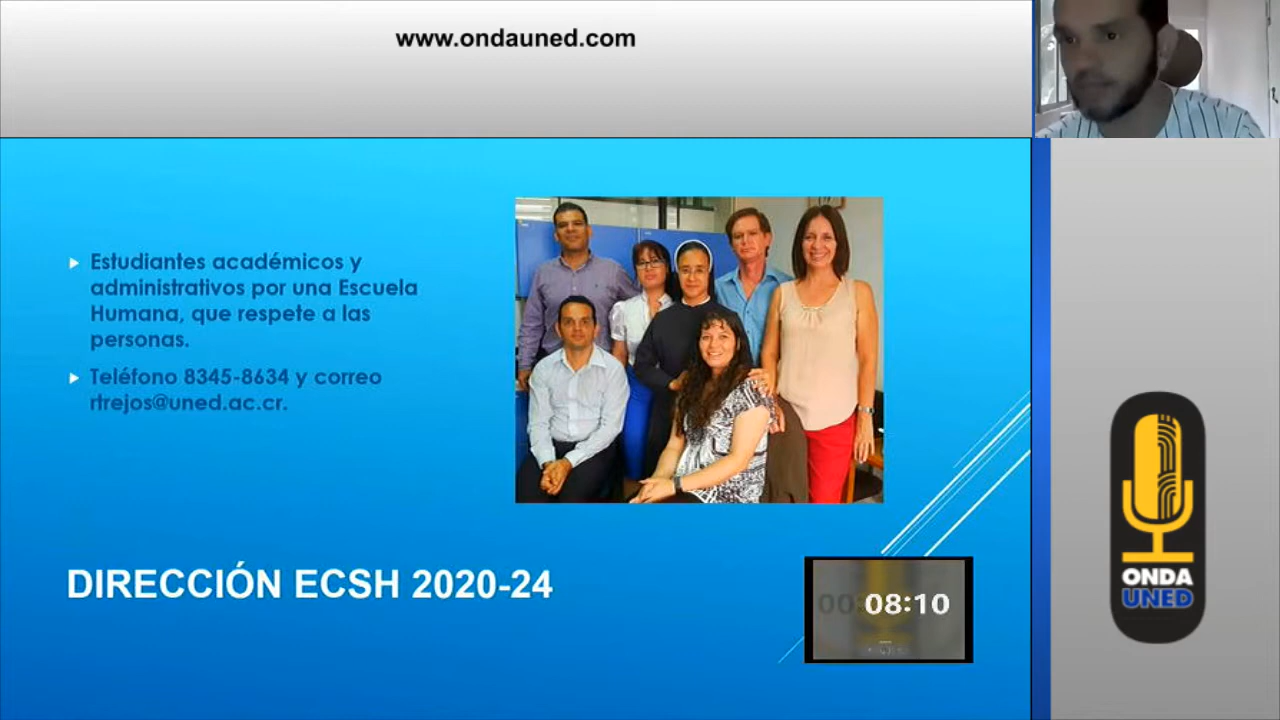 www.ondauned.com
Estudiantes académicos y
administrativos por una Escuela
Humana, que respete a las
personas.
Teléfono 8345-8634 y correo
rtrejos@uned.ac.cr.
DIRECCIÓN ECSH 2020-24
08:10
ONDA
UNED